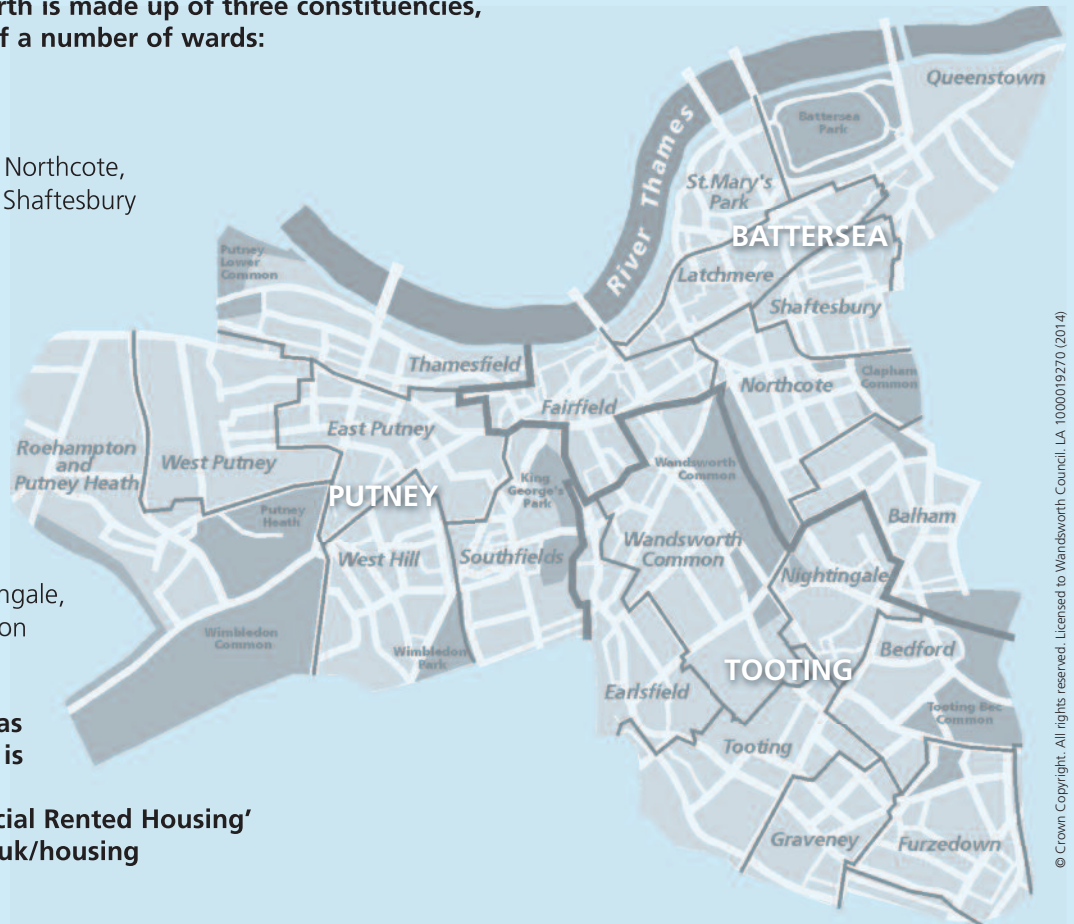 rth is made up of three constituencies,
f a number of wards:
Northcote,
Shaftesbury
ngale,
on
as
is
cial Rented Housing’
uk/housing
Queenstown
Battersea
Park
River Thames
St.Mary's
Park
BATTERSEA
Putney
Lower
Common
Latchmere
Shaftesbury
Thamesfield
Northcote
Clapham
Common
Fairfield
East Putney
Roehampton
and
Putney Heath
West Putney
Wandsworth
Common
King
George's
Park
PUTNEY
Putney
Heath
Balham
Wandsworth
Common
West Hill
Southfields
Nightingale
Wimbledon
Common
Wimbledon
Park
Bedford
TOOTING
Earlsfield
Tooting Bec
Common
Tooting
Graveney
Furzedown
© Crown Copyright. All rights reserved. Licensed to Wandsworth Council. LA 1000019270 (2014)